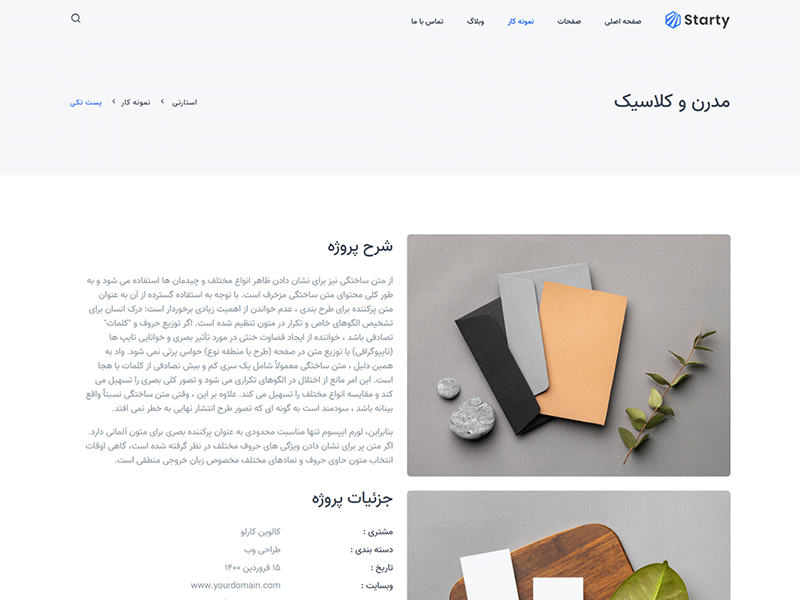 Starty
صفحه اصلی
صفحات
نمونه کار
وبلاگ
تماس با ما
مدرن و کلاسیک
استارتی > نمونه کار > پست تکی
شرح پروژه
از متن ساختگی نیز برای نشان دادن ظاهر انواع مختلف و چیدمان ها استفاده می شود و به
طور کلی محتوای متن ساختگی مزخرف است. با توجه به استفاده گسترده از آن به عنوان
متن پرکننده برای طرح بندی ، عدم خواندن از اهمیت زیادی برخوردار است: درک انسان برای
تشخیص الگوهای خاص و تکرار در متون تنظیم شده است. اگر توزیع حروف و "کلمات"
تصادفی باشد ، خواننده از ایجاد قضاوت خنثی در مورد تأثیر بصری و خوانایی تایپ ها
(تایپوگرافی) یا توزیع متن در صفحه (طرح یا منطقه نوع) حواس پرتی نمی شود. واد به
همین دلیل ، متن ساختگی معمولاً شامل یک سری کم و بیش تصادفی از کلمات یا هجا
است. این امر مانع از اختلال در الگوهای تکراری می شود و تصور کلی بصری را تسهیل می
کند و مقایسه انواع مختلف را تسهیل می کند. علاوه بر این ، وقتی متن ساختگی نسبتاً واقع
بینانه باشد ، سودمند است به گونه ای که تصور طرح انتشار نهایی به خطر نمی افتد.
بنابراین، لورم ایپسوم تنها مناسبت محدودی به عنوان پرکننده بصری برای متون آلمانی دارد.
اگر متن پر برای نشان دادن ویژگی های حروف مختلف در نظر گرفته شده است، گاهی اوقات
انتخاب متون حاوی حروف و نمادهای مختلف مخصوص زبان خروجی منطقی است.
جزئیات پروژه
مشتری : کالوین کارلو
دسته بندی : طراحی وب
تاریخ : ۱۵ فروردین ۱۴۰۰
وبسایت : www.yourdomain.com